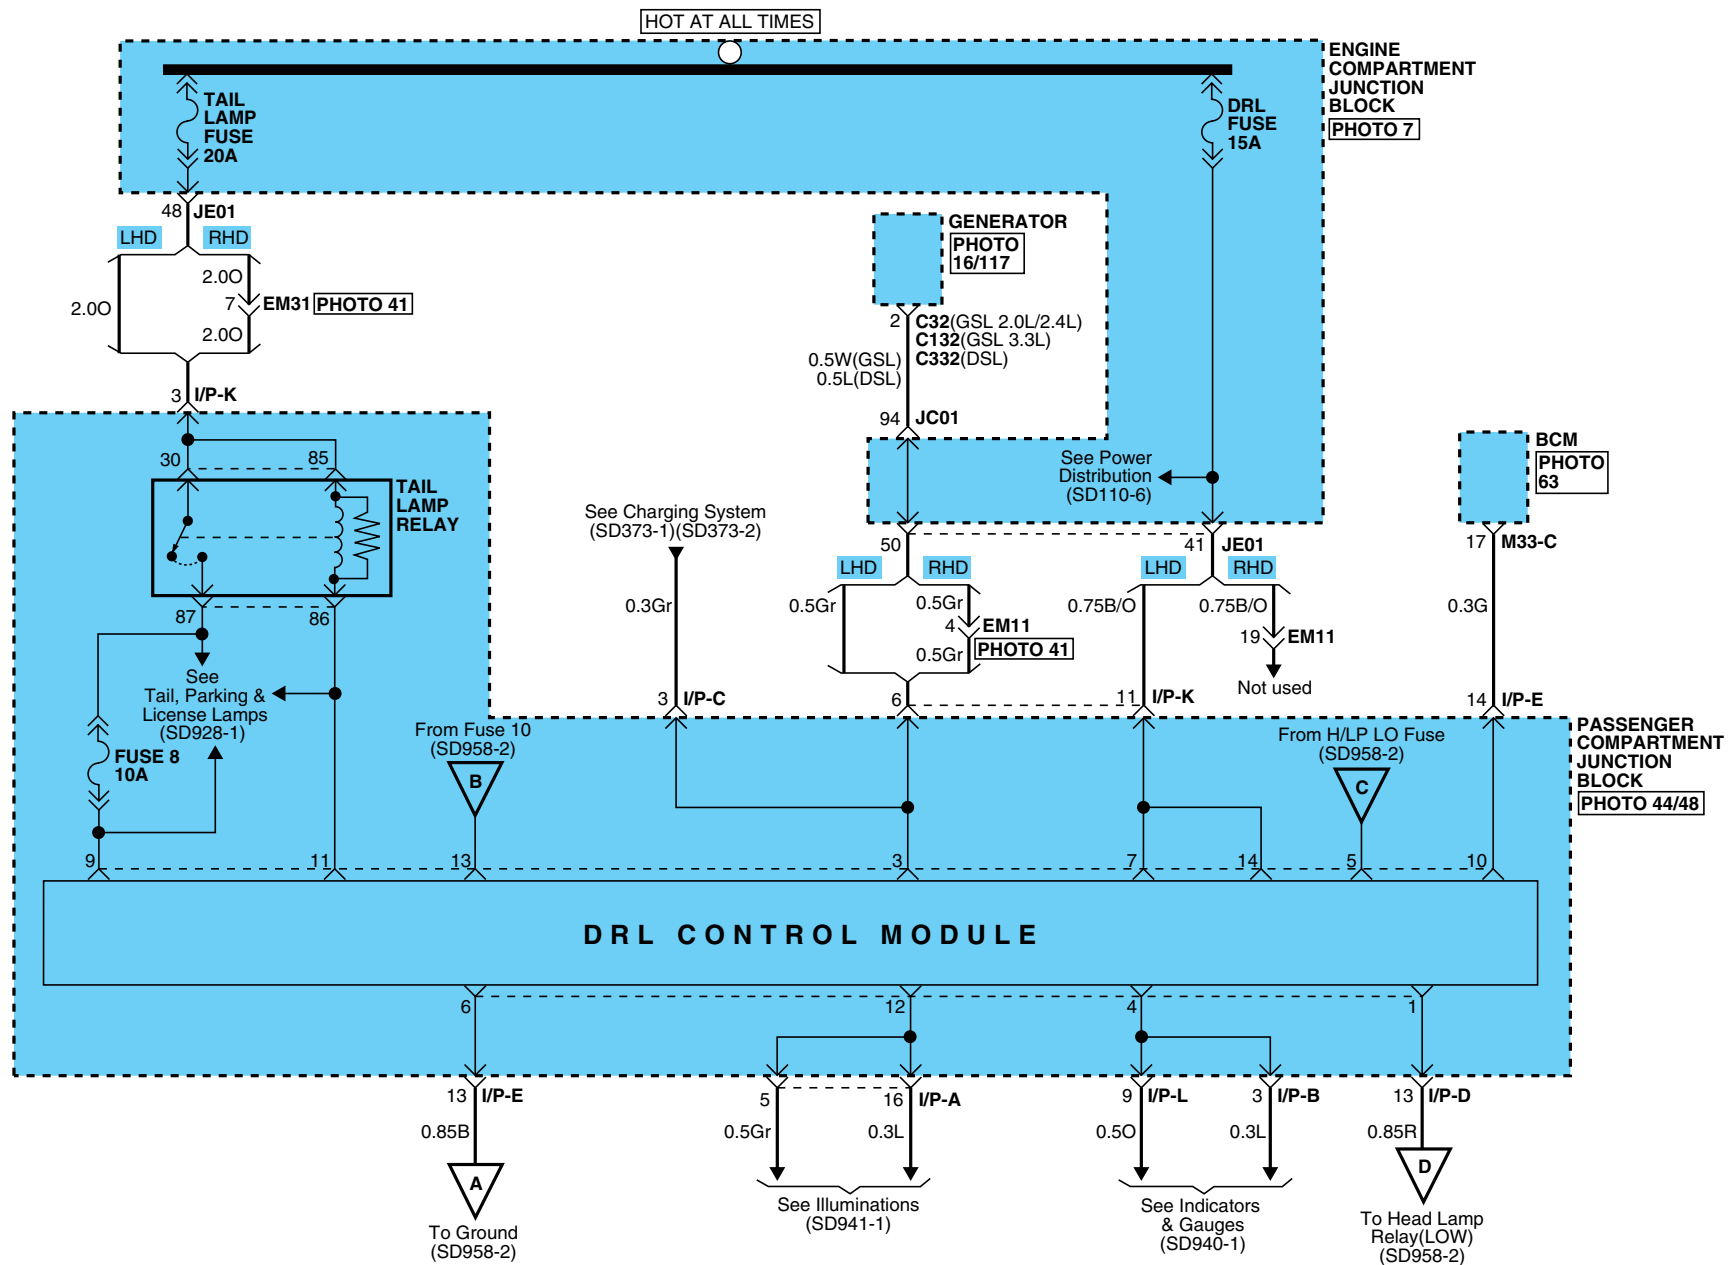 HOT AT ALL TIMES
ENGINE
COMPARTMENT
JUNCTION
BLOCK
PHOTO 7
TAIL
LAMP
FUSE
20A
DRL
FUSE
15A
48 JE01
LHD RHD
2.0O
2.0O
7 EM31 PHOTO 41
2.0O
3 I/P-K
GENERATOR
PHOTO
16/117
2 C32(GSL 2.0L/2.4L)
C132(GSL 3.3L)
C332(DSL)
0.5W(GSL)
0.5L(DSL)
94 JC01
See Power
Distribution
(SD110-6)
BCM
PHOTO
63
17 M33-C
30 85
TAIL
LAMP
RELAY
87 86
See Charging System
(SD373-1)(SD373-2)
50 41 JE01
LHD RHD LHD RHD
0.3Gr 0.5Gr 0.5Gr 0.75B/O 0.75B/O 0.3G
4 EM11
PHOTO 41
0.5Gr
19 EM11
Not used
See
Tail, Parking &
License Lamps
(SD928-1)
3 I/P-C 6 11 I/P-K 14 I/P-E
PASSENGER
COMPARTMENT
JUNCTION
BLOCK
PHOTO 44/48
FUSE 8
10A
From Fuse 10
(SD958-2)
B
From H/LP LO Fuse
(SD958-2)
C
9 11 13 3 7 14 5 10
DRL CONTROL MODULE
6 12 4 1
13 I/P-E 5 16 I/P-A 9 I/P-L 3 I/P-B 13 I/P-D
0.85B 0.5Gr 0.3L 0.5O 0.3L 0.85R
A
To Ground
(SD958-2)
See Illuminations
(SD941-1)
See Indicators
& Gauges
(SD940-1)
D
To Head Lamp
Relay(LOW)
(SD958-2)